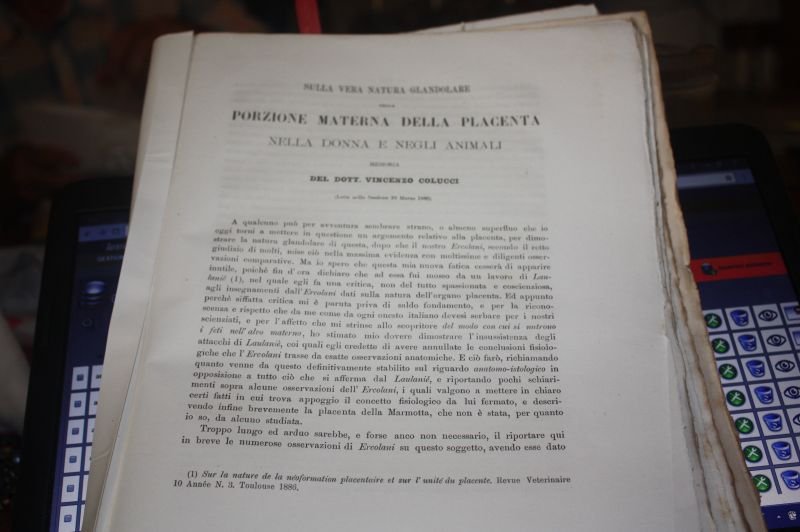 SULLA VERA NATURA GLANDOLARE
DELLA
PORZIONE MATERNA DELLA PLACENTA
NELLA DONNA E NEGLI ANIMALI
MEMORIA
DEL DOTT. VINCENZO COLUCCI
(Letta nella Sessione 28 Marzo 1886).
A qualcuno può per avventura sembrare strano, o almeno superfluo che io
oggi torni a mettere in questione un argomento relativo alla placenta, per dimo-
strare la natura glandolare di questa, dopo che il nostro Ercolani, secondo il retto
giudizio di molti, mise ciò nella massima evidenza con moltissime e diligenti osser-
vazioni comparative. Ma io spero che questa mia nuova fatica cesserà di apparire
inutile, poichè fin d'ora dichiaro che ad essa fui mosso da un lavoro di Lau-
lanié (1), nel quale egli fa una critica, non del tutto spassionata e coscienziosa,
agli insegnamenti dall'Ercolani dati sulla natura dell'organo placenta. Ed appunto
perchè siffatta critica mi è paruta priva di saldo fondamento, e per la ricono-
scenza e rispetto che da me come da ogni onesto italiano devesi serbare per i nostri
scienziati, e per l'affetto che mi strinse allo scopritore del modo con cui si nutrono
i feti nell'alvo materno, ho stimato mio dovere dimostrare l'insussistenza degli
attacchi di Laulanié, coi quali egli credette di avere annullate le conclusioni fisiolo-
giche che l'Ercolani trasse da esatte osservazioni anatomiche. E ciò farò, richiamando
quanto venne da questo definitivamente stabilito sul riguardo anatomo-istologico in
opposizione a tutto ciò che si afferma dal Laulanié, e riportando pochi schiari-
menti sopra alcune osservazioni dell'Ercolani, i quali valgono a mettere in chiaro
certi fatti in cui trova appoggio il concetto fisiologico da lui fermato, e descri-
vendo infine brevemente la placenta della Marmotta, che non è stata, per quanto
io so, da alcuno studiata.
Troppo lungo ed arduo sarebbe, e forse anco non necessario, il riportare qui
in breve le numerose osservazioni di Ercolani su questo soggetto, avendo esse dato
(1) Sur la nature de la néoformation placentaire et sur l'unité du placente. Revue Veterinaire
10 Année N. 3. Toulouse 1886.